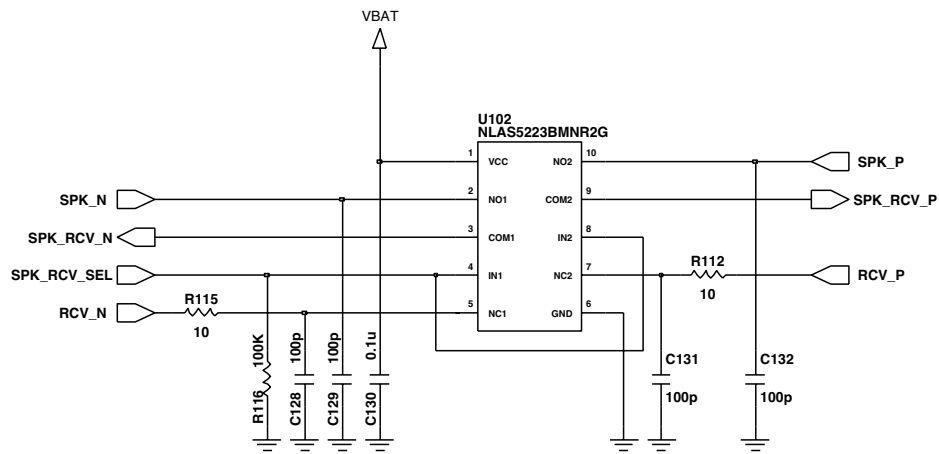 VBAT
U102
NLAS5223BMNR2G
1 VCC NO2 10
SPK_P
SPK_N
2 NO1 COM2 9
SPK_RCV_P
SPK_RCV_N
3 COM1 IN2 8
SPK_RCV_SEL
4 IN1 NC2 7
R112
10
RCV_P
RCV_N
R115
10
5 NC1 GND 6
R116 100K
C128 100p
C129 100p
C130 0.1u
C131
100p
C132
100p